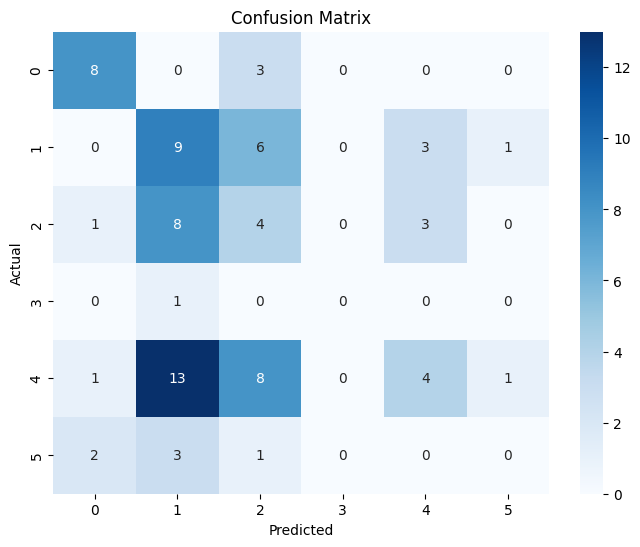 Confusion Matrix
Actual
0 8 0 3 0 0 0
1 0 9 6 0 3 1
2 1 8 4 0 3 0
3 0 1 0 0 0 0
4 1 13 8 0 4 1
5 2 3 1 0 0 0
0 1 2 3 4 5
Predicted
12
10
8
6
4
2
0